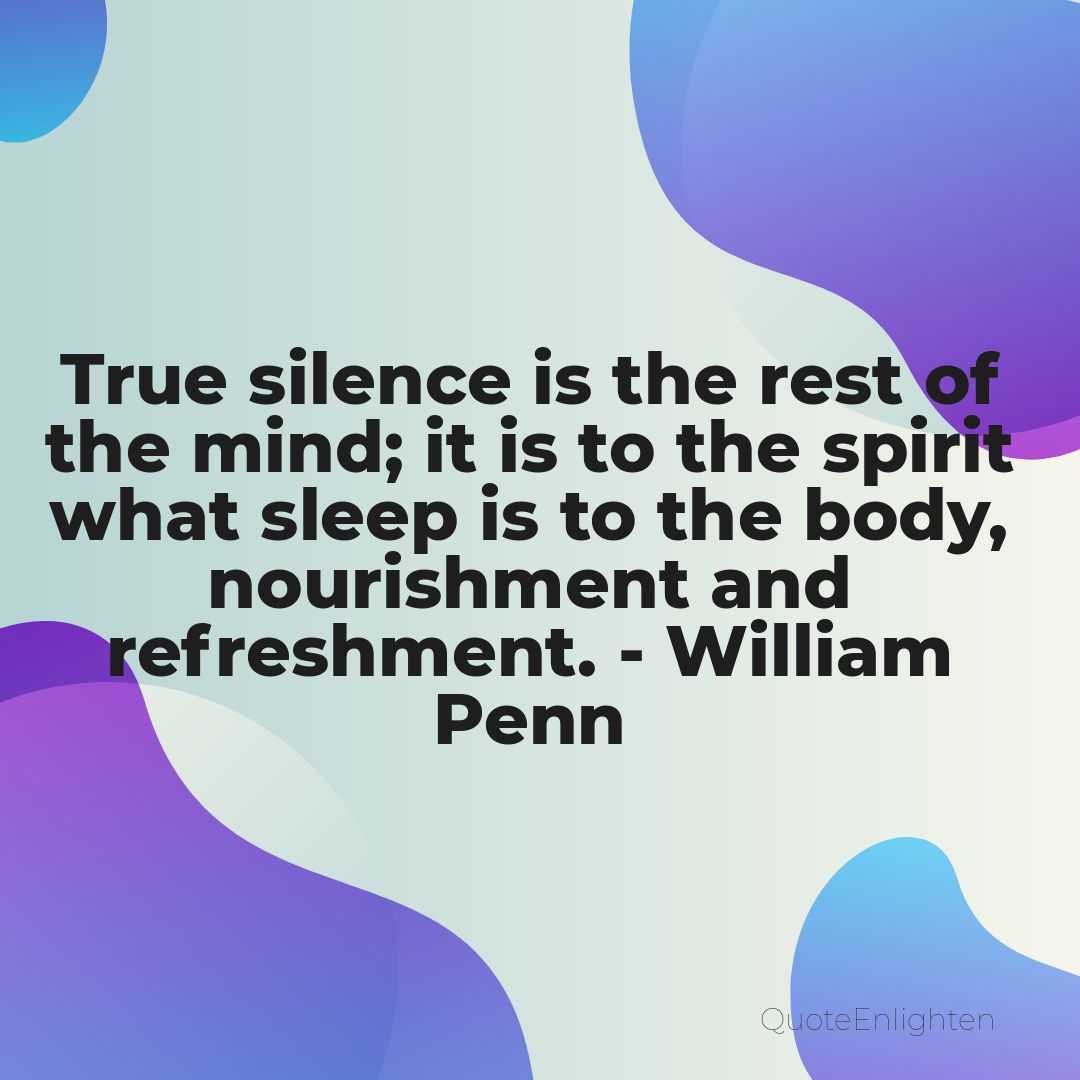 True silence is the rest of
the mind; it is to the spirit
what sleep is to the body,
nourishment and
refreshment. - William
Penn
QuoteEnlighten